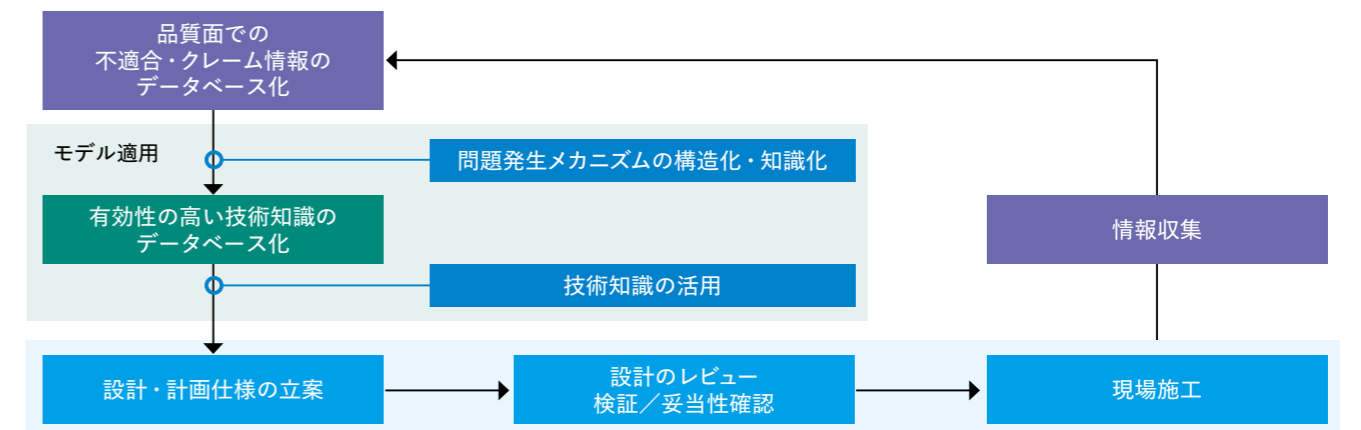 品質面での
不適合・クレーム情報の
データベース化
モデル適用
問題発生メカニズムの構造化・知識化
有効性の高い技術知識の
データベース化
情報収集
技術知識の活用
設計・計画仕様の立案
設計のレビュー
検証／妥当性確認
現場施工